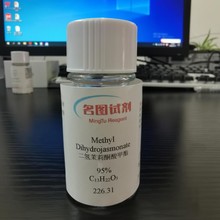 名图试剂
MingTu Reagent
Methyl
Dihydrojasmonate
二氢茉莉酮酸甲酯
95%
C₁₃H₂₂O₃
226.31